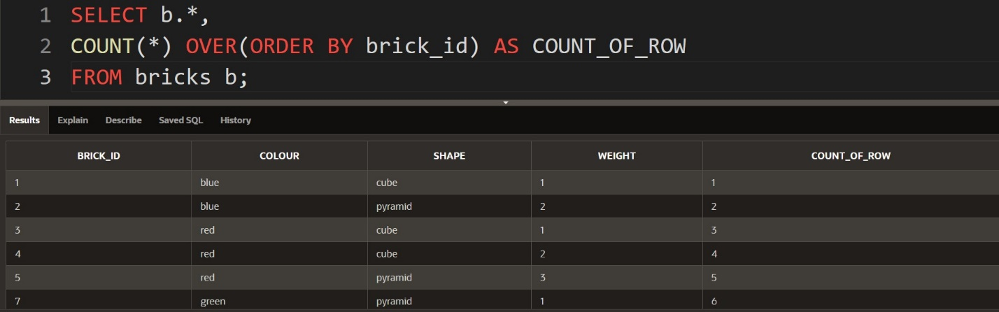 1 SELECT b.*,
2 COUNT(*) OVER(ORDER BY brick_id) AS COUNT_OF_ROW
3 FROM bricks b;
Results Explain Describe Saved SQL History
BRICK_ID COLOUR SHAPE WEIGHT COUNT_OF_ROW
1 blue cube 1 1
2 blue pyramid 2 2
3 red cube 1 3
4 red cube 2 4
5 red pyramid 3 5
7 green pyramid 1 6